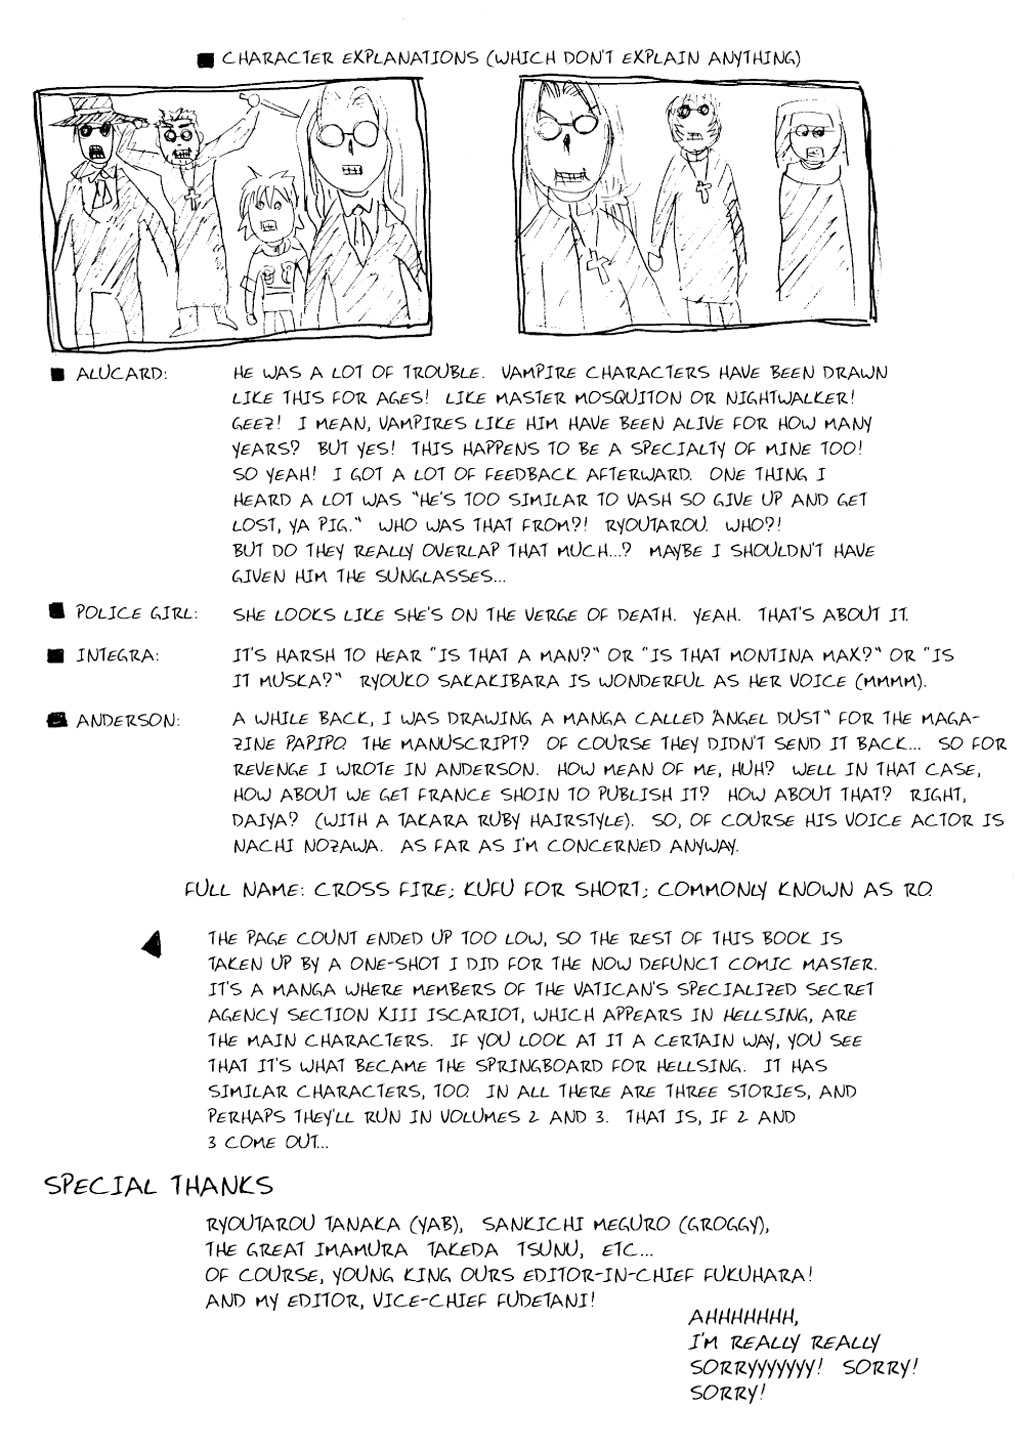 ■ CHARACTER EXPLANATIONS (WHICH DON'T EXPLAIN ANYTHING)
■ ALUCARD: HE WAS A LOT OF TROUBLE. VAMPIRE CHARACTERS HAVE BEEN DRAWN
LIKE THIS FOR AGES! LIKE MASTER MOSQUITON OR NIGHTWALKER!
GEEZ! I MEAN, VAMPIRES LIKE HIM HAVE BEEN ALIVE FOR HOW MANY
YEARS? BUT YES! THIS HAPPENS TO BE A SPECIALTY OF MINE TOO!
SO YEAH! I GOT A LOT OF FEEDBACK AFTERWARD. ONE THING I
HEARD A LOT WAS "HE'S TOO SIMILAR TO VASH SO GIVE UP AND GET
LOST, YA PIG." WHO WAS THAT FROM?! RYOUTAROU. WHO?!
BUT DO THEY REALLY OVERLAP THAT MUCH...? MAYBE I SHOULDN'T HAVE
GIVEN HIM THE SUNGLASSES...
■ POLICE GIRL: SHE LOOKS LIKE SHE'S ON THE VERGE OF DEATH. YEAH. THAT'S ABOUT IT.
■ INTEGRA: IT'S HARSH TO HEAR "IS THAT A MAN?" OR "IS THAT MONTINA MAX?" OR "IS
IT MUSKA?" RYOUKO SAKAKIBARA IS WONDERFUL AS HER VOICE (MMMM).
■ ANDERSON: A WHILE BACK, I WAS DRAWING A MANGA CALLED "ANGEL DUST" FOR THE MAGA-
ZINE PAPIPO. THE MANUSCRIPT? OF COURSE THEY DIDN'T SEND IT BACK... SO FOR
REVENGE I WROTE IN ANDERSON. HOW MEAN OF ME, HUH? WELL IN THAT CASE,
HOW ABOUT WE GET FRANCE SHOIN TO PUBLISH IT? HOW ABOUT THAT? RIGHT,
DAIYA? (WITH A TAKARA RUBY HAIRSTYLE). SO, OF COURSE HIS VOICE ACTOR IS
NACHI NOZAWA. AS FAR AS I'M CONCERNED ANYWAY.
FULL NAME: CROSS FIRE; KUFU FOR SHORT; COMMONLY KNOWN AS RO.
THE PAGE COUNT ENDED UP TOO LOW, SO THE REST OF THIS BOOK IS
TAKEN UP BY A ONE-SHOT I DID FOR THE NOW DEFUNCT COMIC MASTER.
IT'S A MANGA WHERE MEMBERS OF THE VATICAN'S SPECIALIZED SECRET
AGENCY SECTION XIII ISCARIOT, WHICH APPEARS IN HELLSING, ARE
THE MAIN CHARACTERS. IF YOU LOOK AT IT A CERTAIN WAY, YOU SEE
THAT IT'S WHAT BECAME THE SPRINGBOARD FOR HELLSING. IT HAS
SIMILAR CHARACTERS, TOO. IN ALL THERE ARE THREE STORIES, AND
PERHAPS THEY'LL RUN IN VOLUMES 2 AND 3. THAT IS, IF 2 AND
3 COME OUT...
SPECIAL THANKS
RYOUTAROU TANAKA (YAB), SANKICHI MEGURO (GROGGY),
THE GREAT IMAMURA TAKEDA TSUNU, ETC...
OF COURSE, YOUNG KING OURS EDITOR-IN-CHIEF FUKUHARA!
AND MY EDITOR, VICE-CHIEF FUDETANI!
AHHHHHHH,
I'M REALLY REALLY
SORRYYYYYYY! SORRY!
SORRY!